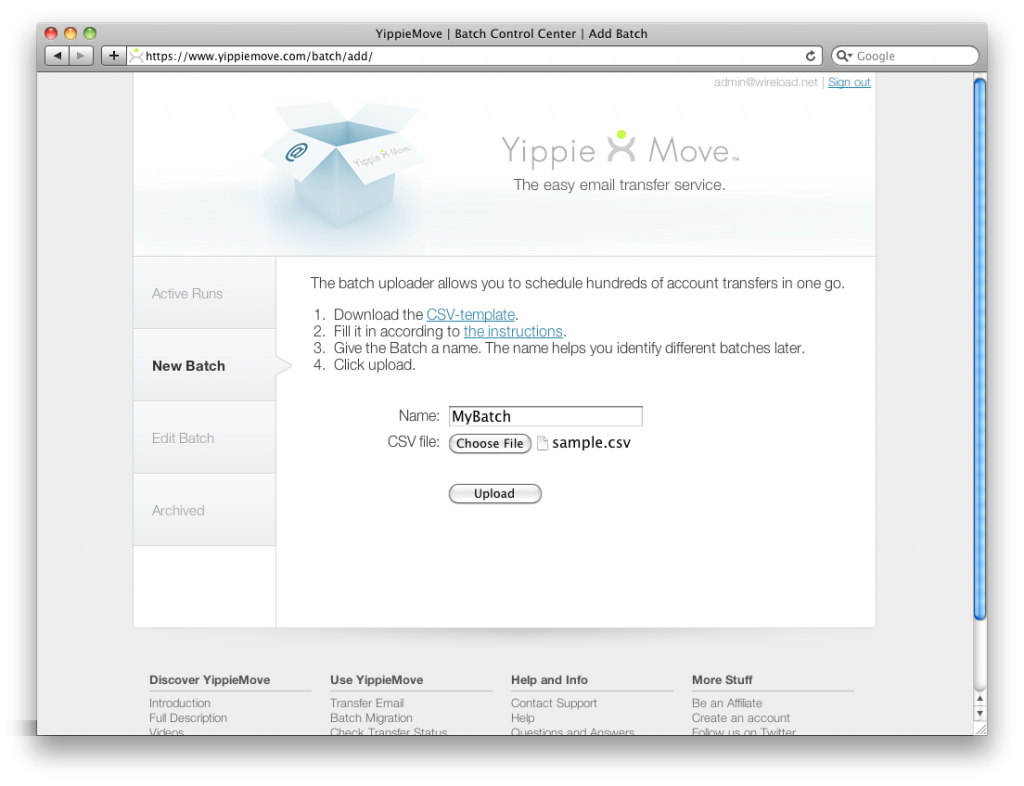 YippieMove | Batch Control Center | Add Batch
https://www.yippiemove.com/batch/add/
Google
admin@wireload.net | Sign out
@
Yippie Move
Yippie Move™
The easy email transfer service.
Active Runs
New Batch
Edit Batch
Archived
The batch uploader allows you to schedule hundreds of account transfers in one go.
1. Download the CSV-template.
2. Fill it in according to the instructions.
3. Give the Batch a name. The name helps you identify different batches later.
4. Click upload.
Name: MyBatch
CSV file: Choose File sample.csv
Upload
Discover YippieMove
Introduction
Full Description
Videos
Use YippieMove
Transfer Email
Batch Migration
Check Transfer Status
Help and Info
Contact Support
Help
Questions and Answers
More Stuff
Be an Affiliate
Create an account
Follow us on Twitter